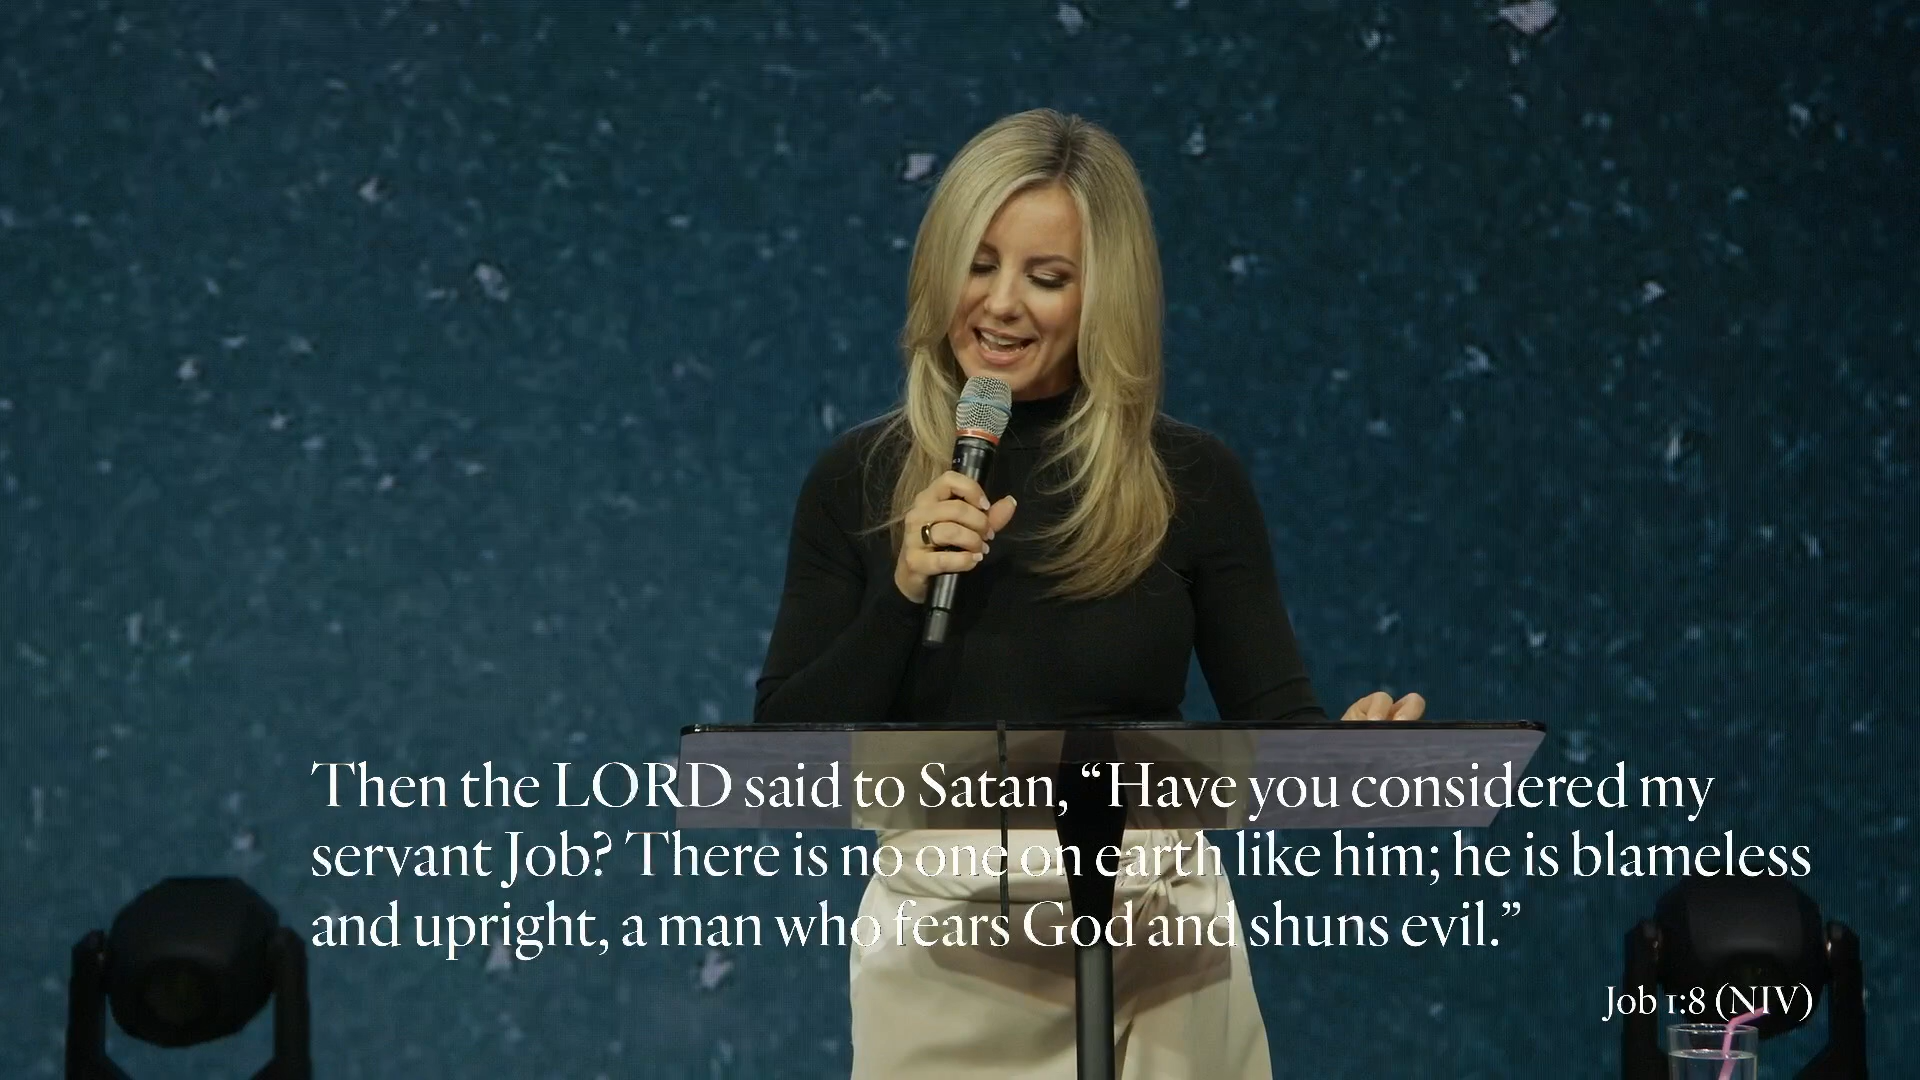 Then the LORD said to Satan, “Have you considered my
servant Job? There is no one on earth like him; he is blameless
and upright, a man who fears God and shuns evil.”
Job 1:8 (NIV)